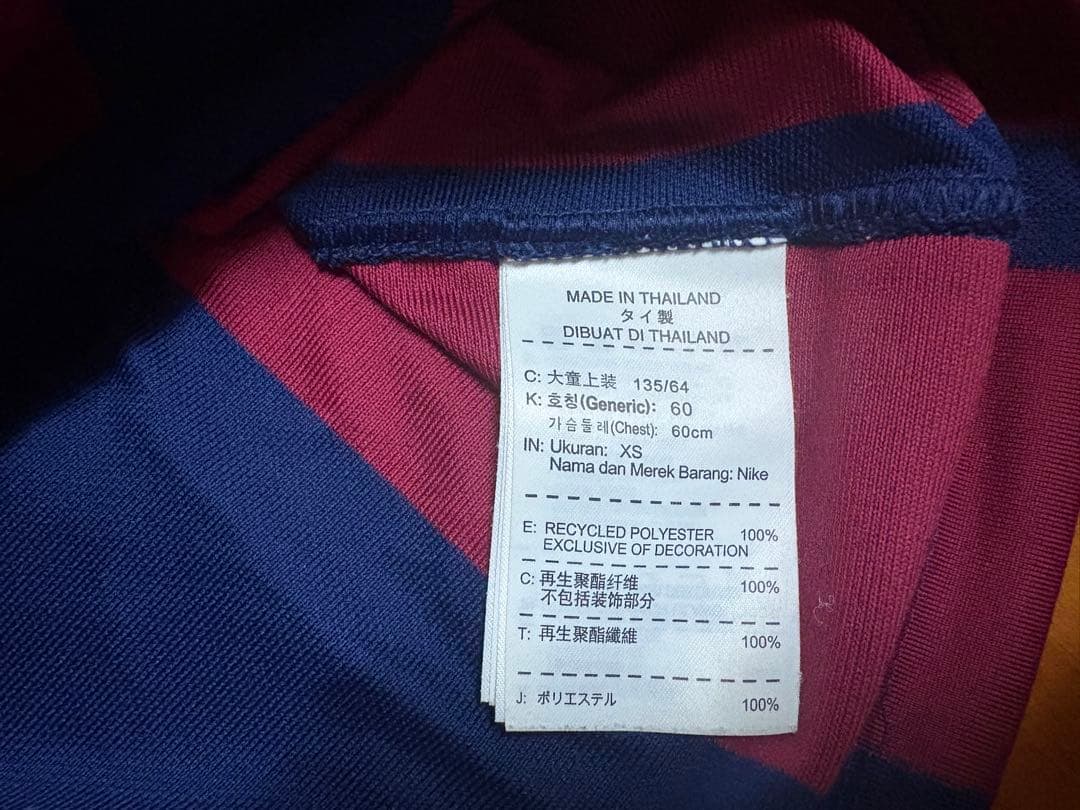 MADE IN THAILAND
タイ製
DIBUAT DI THAILAND
C: 大童上装 135/64
K: 호칭(Generic): 60
가슴둘레(Chest): 60cm
IN: Ukuran: XS
Nama dan Merek Barang: Nike
E: RECYCLED POLYESTER 100%
EXCLUSIVE OF DECORATION
C: 再生聚酯纤维 100%
不包括装饰部分
T: 再生聚酯纖維 100%
J: ポリエステル 100%